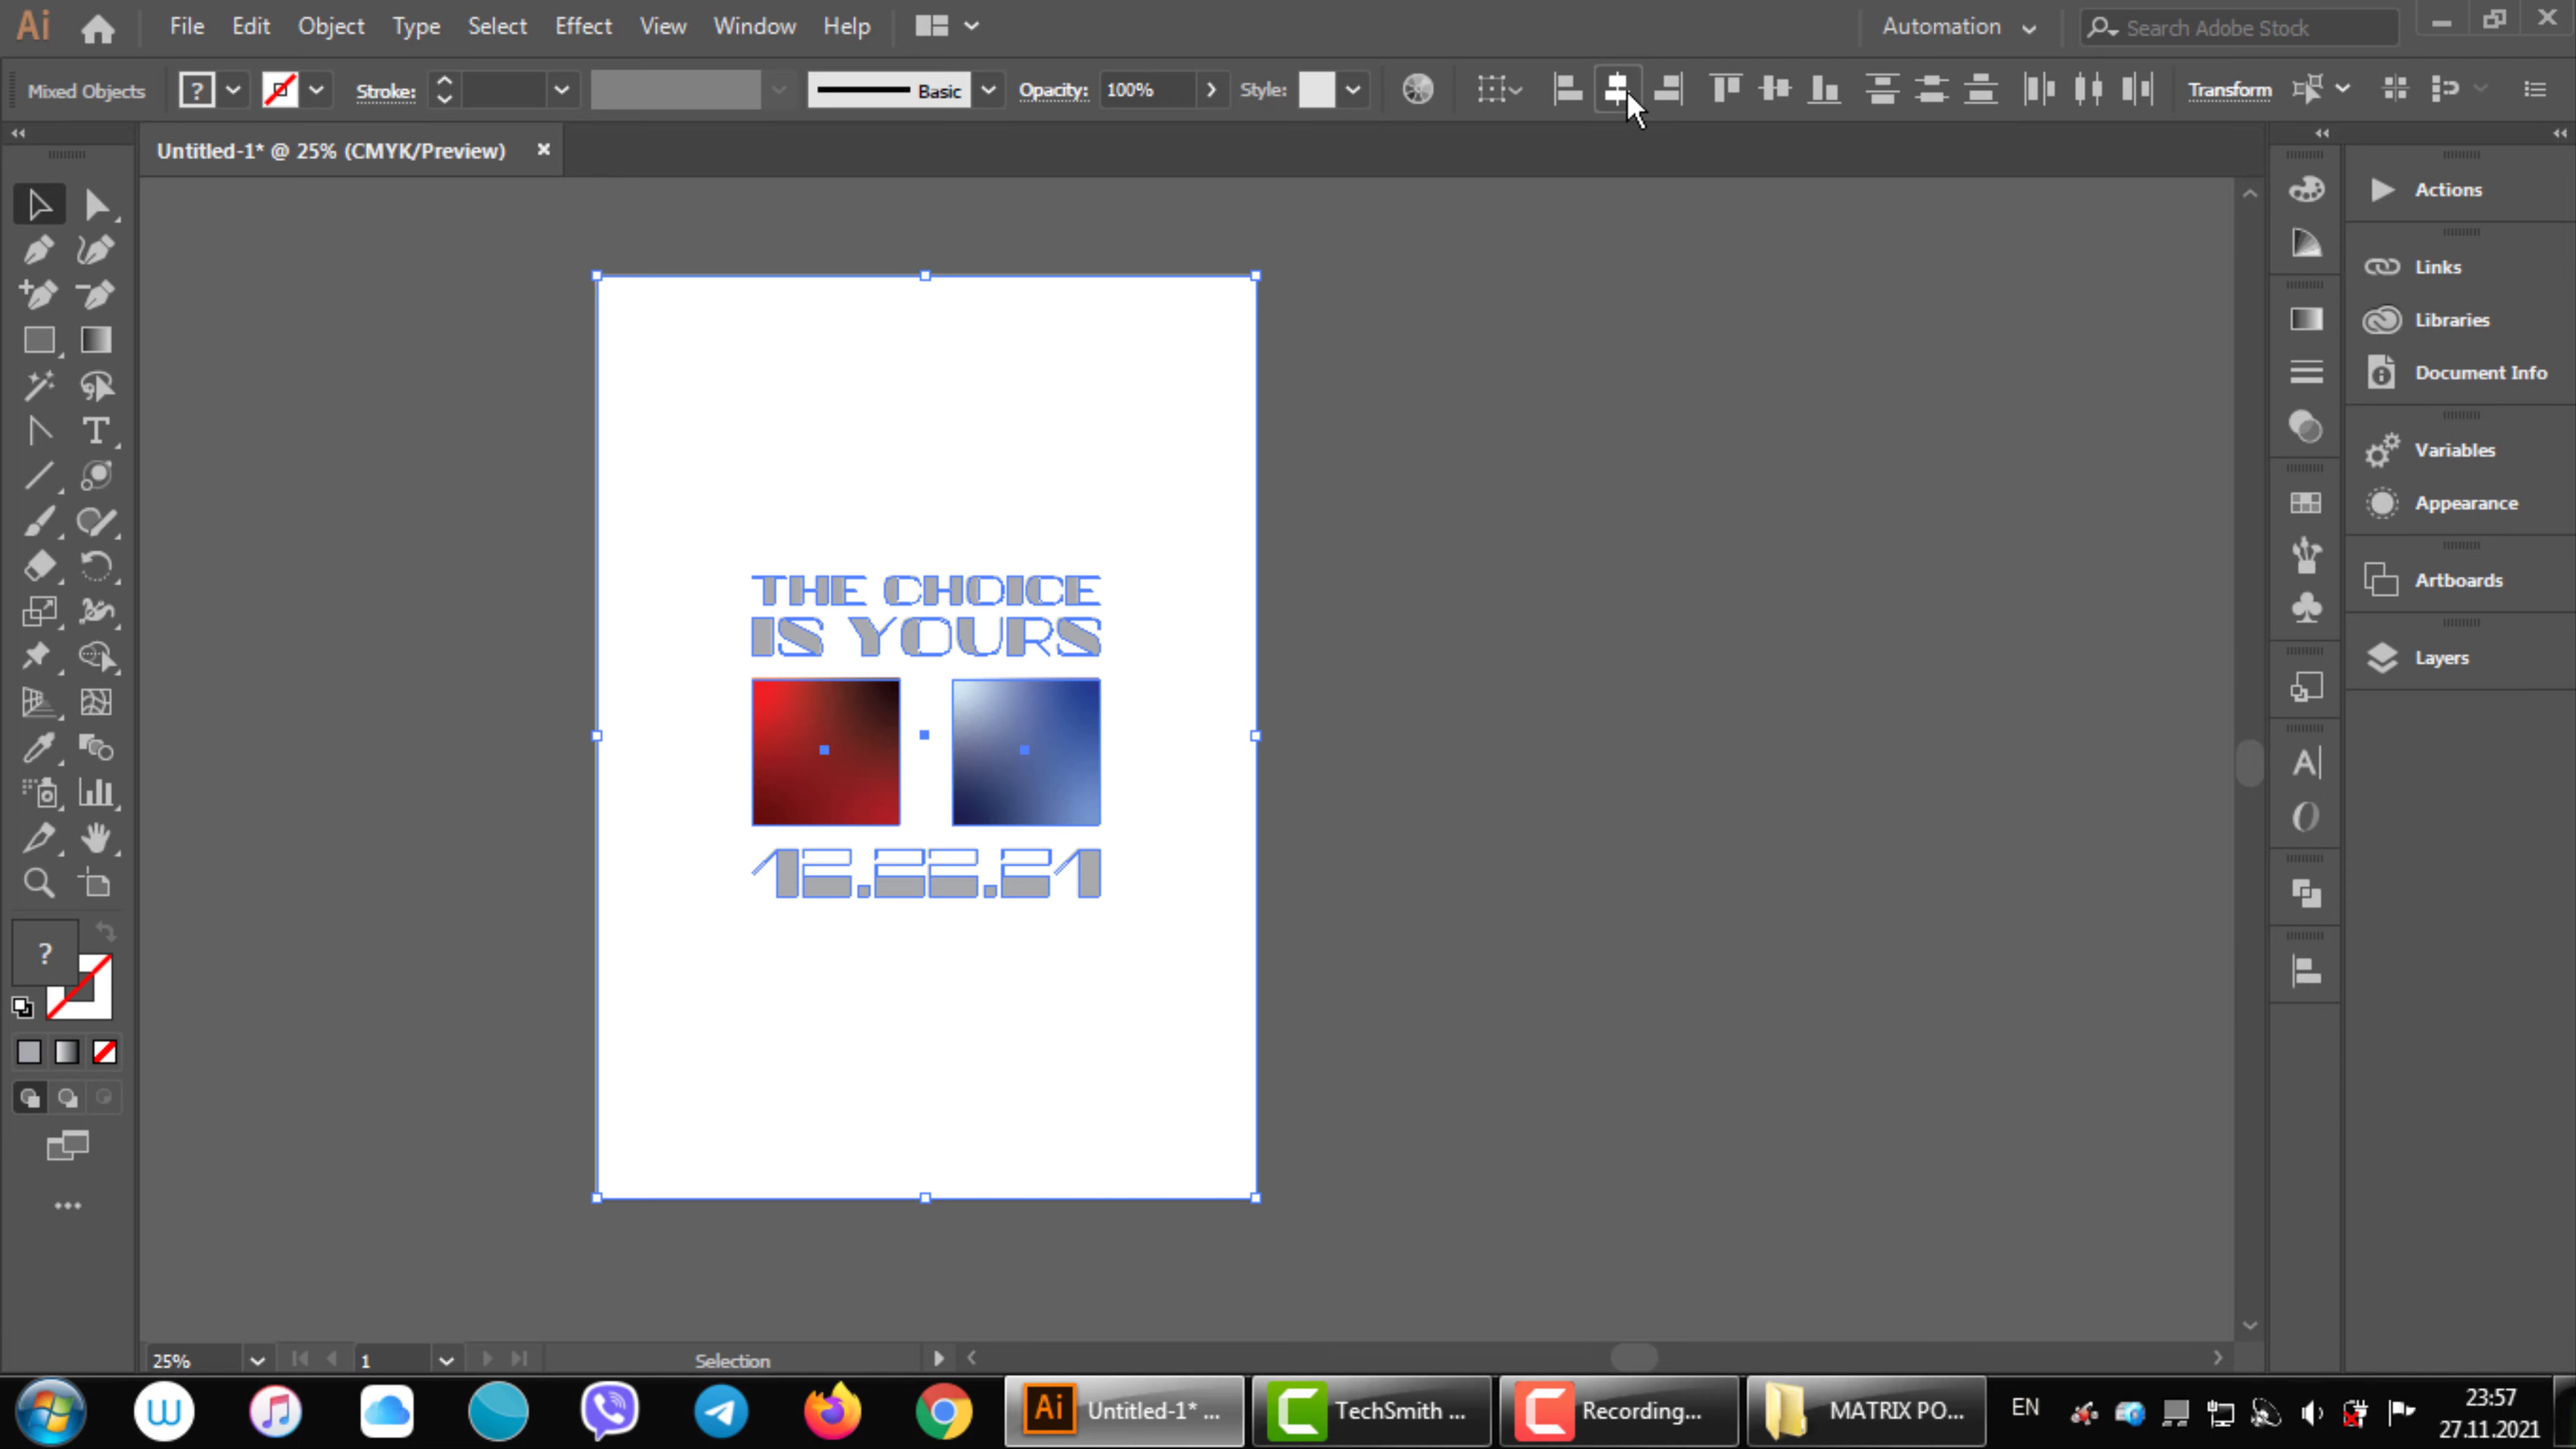 Ai File Edit Object Type Select Effect View Window Help Automation Search Adobe Stock
Mixed Objects ? Stroke: Basic Opacity: 100% Style: Transform
Untitled-1* @ 25% (CMYK/Preview)
Actions
Links
Libraries
Document Info
Variables
Appearance
Artboards
Layers
THE CHOICE
IS YOURS
12.22.21
?
25% 1 Selection
Ai Untitled-1* ... TechSmith ... Recording... MATRIX PO... EN 23:57
27.11.2021